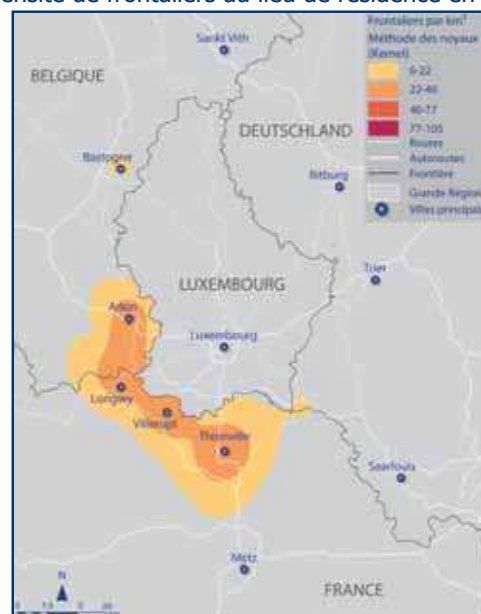 ensité de frontaliers au lieu de résidence en
Frontaliers par km²
Méthode des noyaux
(Kernel)
6-22
22-46
46-77
77-105
Routes
Autoroutes
Frontière
Grande Région
Villes principales
Sankt Vith
BELGIQUE
DEUTSCHLAND
Bastogne
Bitburg
LUXEMBOURG
Trier
Arlon
Luxembourg
Longwy
Villerupt
Thionville
Saarlouis
Metz
N
FRANCE